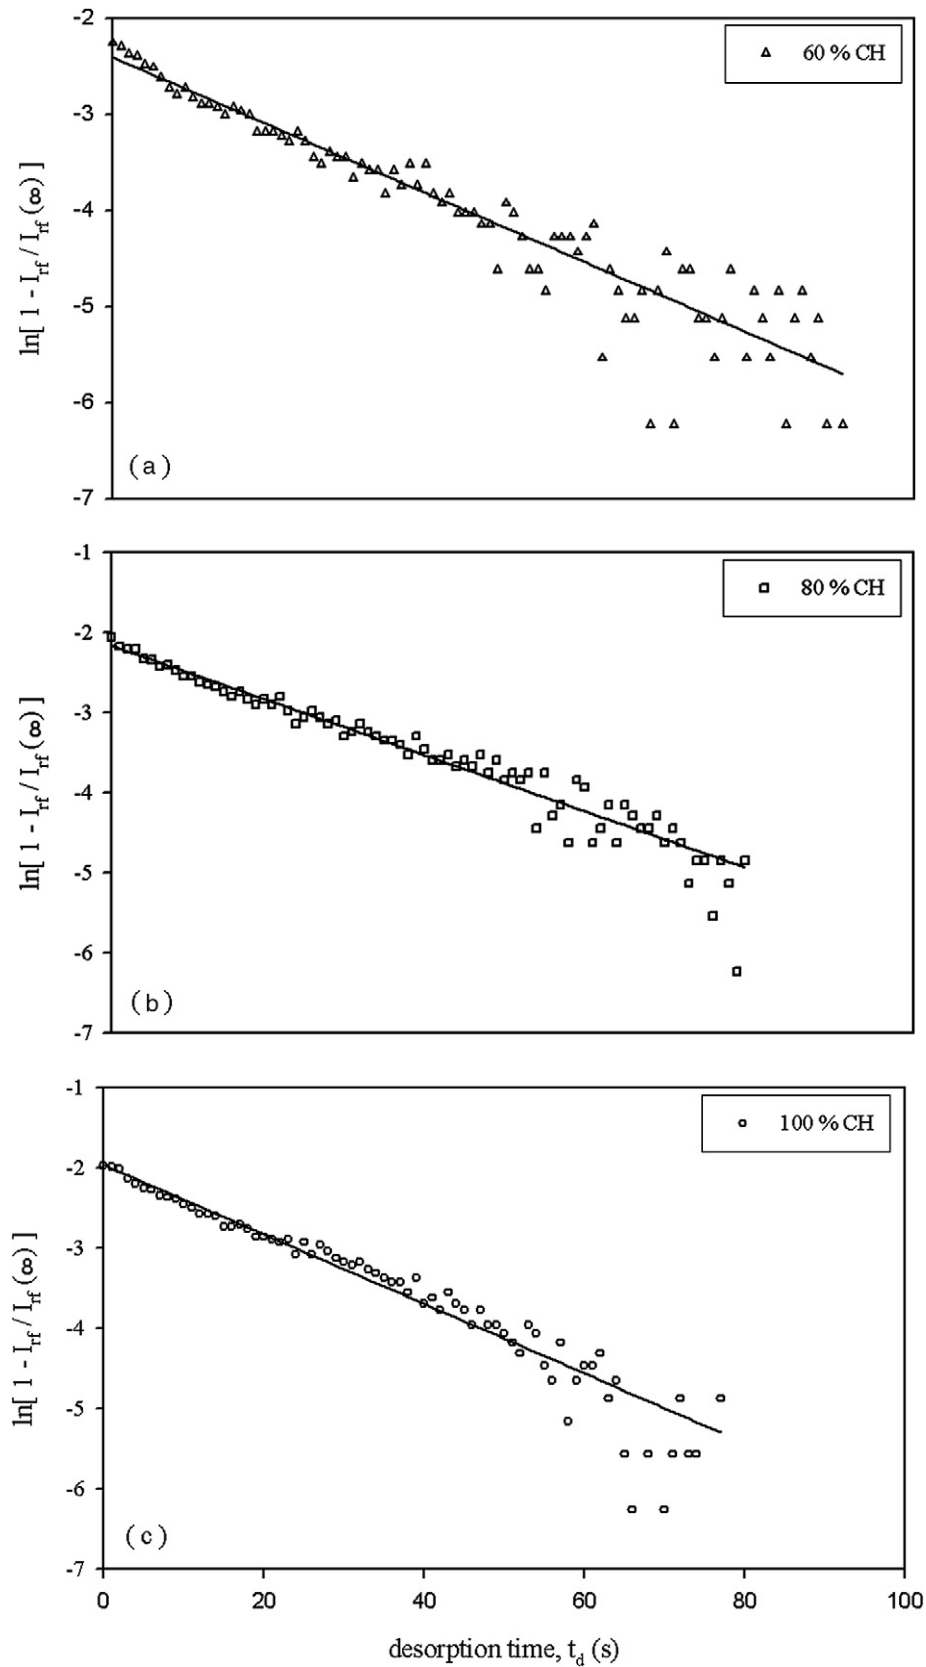 -2
60 % CH
-3
-4
-5
-6
-7
ln[ 1 - I_rf / I_rf (∞) ]
(a)
-1
80 % CH
-2
-3
-4
-5
-6
-7
ln[ 1 - I_rf / I_rf (∞) ]
(b)
-1
100 % CH
-2
-3
-4
-5
-6
-7
ln[ 1 - I_rf / I_rf (∞) ]
(c)
0 20 40 60 80 100
desorption time, t_d (s)